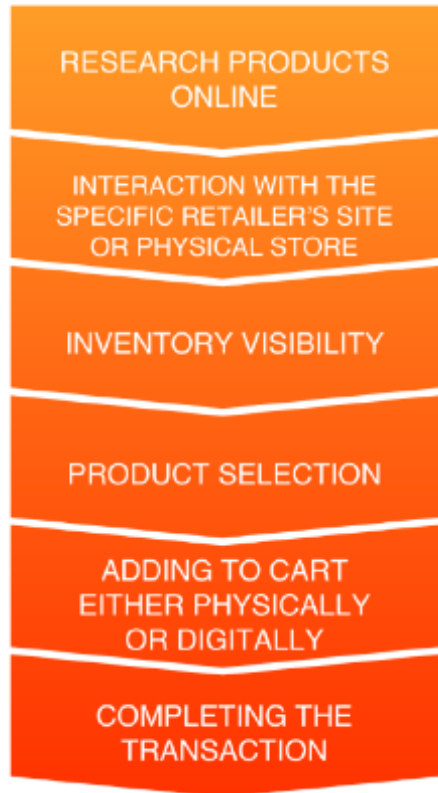 RESEARCH PRODUCTS
ONLINE
INTERACTION WITH THE
SPECIFIC RETAILER'S SITE
OR PHYSICAL STORE
INVENTORY VISIBILITY
PRODUCT SELECTION
ADDING TO CART
EITHER PHYSICALLY
OR DIGITALLY
COMPLETING THE
TRANSACTION